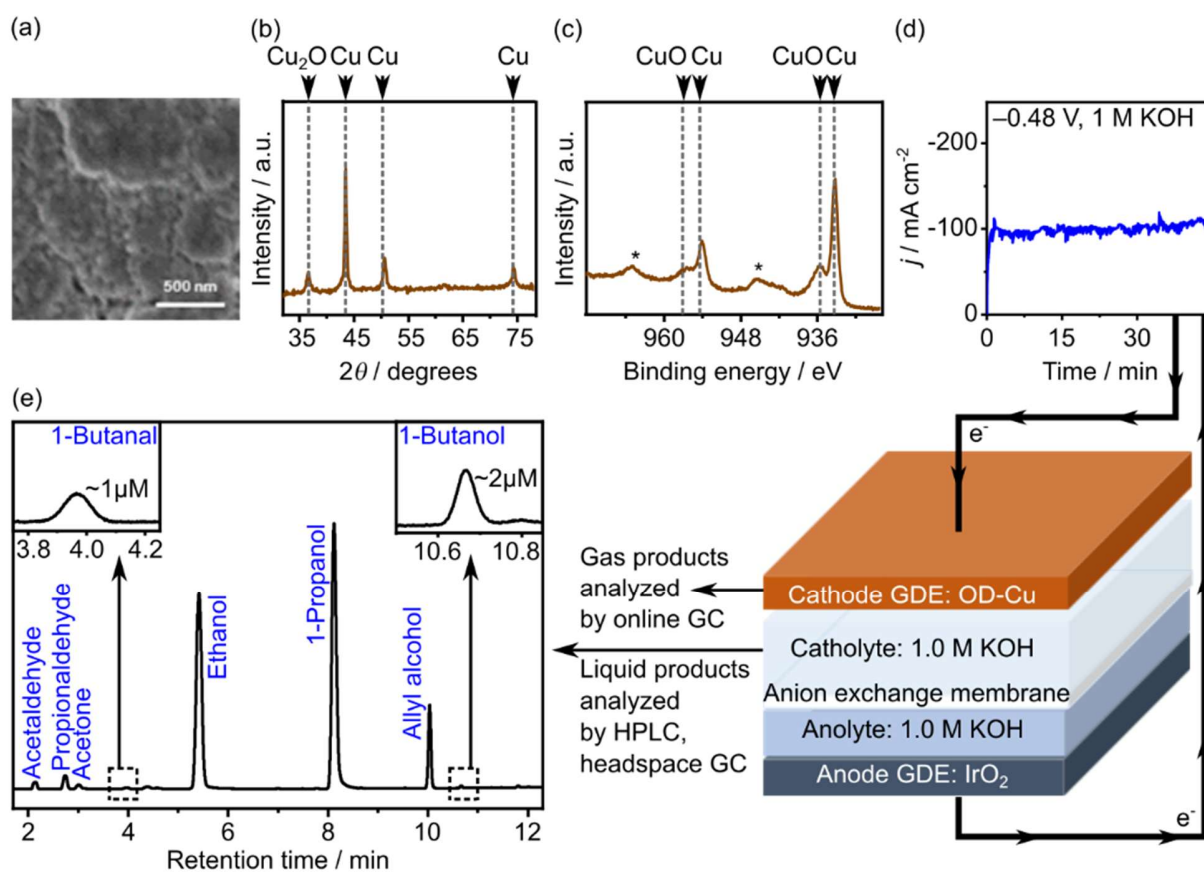 (a)
500 nm
(b)
Cu₂O Cu Cu Cu
Intensity / a.u.
35 45 55 65 75
2θ / degrees
(c)
CuO Cu CuO Cu
Intensity / a.u.
* *
960 948 936
Binding energy / eV
(d)
–0.48 V, 1 M KOH
j / mA cm⁻²
-200
-100
0
0 15 30
Time / min
(e)
1-Butanal
~1µM
3.8 4.0 4.2
1-Butanol
~2µM
10.6 10.8
Acetaldehyde
Propionaldehyde
Acetone
Ethanol
1-Propanol
Allyl alcohol
2 4 6 8 10 12
Retention time / min
e⁻
Gas products
analyzed
by online GC
Liquid products
analyzed
by HPLC,
headspace GC
Cathode GDE: OD-Cu
Catholyte: 1.0 M KOH
Anion exchange membrane
Anolyte: 1.0 M KOH
Anode GDE: IrO₂
e⁻